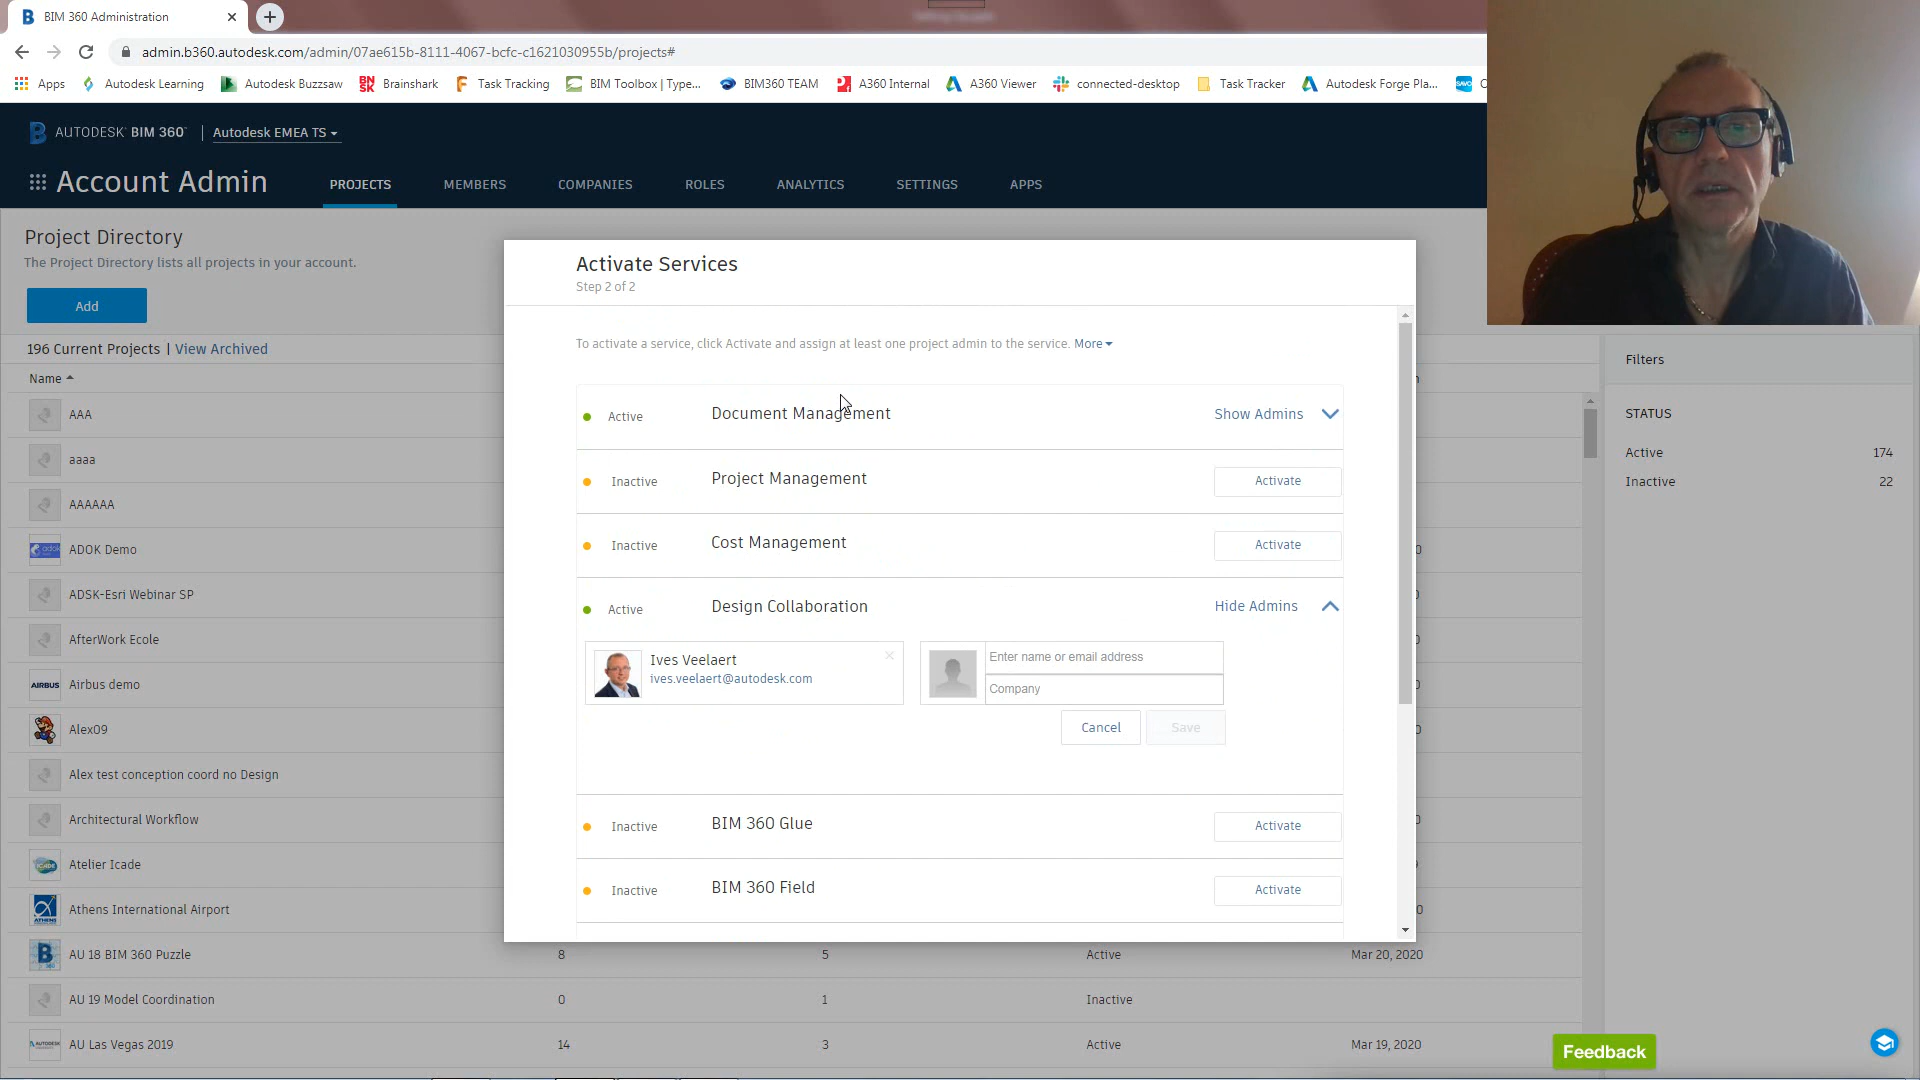 BIM 360 Administration
admin.b360.autodesk.com/admin/07ae615b-8111-4067-bcfc-c1621030955b/projects#
Apps Autodesk Learning Autodesk Buzzsaw Brainshark Task Tracking BIM Toolbox | Type... BIM360 TEAM A360 Internal A360 Viewer connected-desktop Task Tracker Autodesk Forge Pla...
AUTODESK BIM 360 Autodesk EMEA TS
Account Admin PROJECTS MEMBERS COMPANIES ROLES ANALYTICS SETTINGS APPS
Project Directory
The Project Directory lists all projects in your account.
Add
196 Current Projects | View Archived
Name
AAA
aaaa
AAAAAA
ADOK Demo
ADSK-Esri Webinar SP
AfterWork Ecole
AIRBUS Airbus demo
Alex09
Alex test conception coord no Design
Architectural Workflow
Atelier Icade
Athens International Airport
AU 18 BIM 360 Puzzle 8 5 Active Mar 20, 2020
AU 19 Model Coordination 0 1 Inactive
AU Las Vegas 2019 14 3 Active Mar 19, 2020
Activate Services
Step 2 of 2
To activate a service, click Activate and assign at least one project admin to the service. More
Active Document Management Show Admins
Inactive Project Management Activate
Inactive Cost Management Activate
Active Design Collaboration Hide Admins
Ives Veelaert
ives.veelaert@autodesk.com
Enter name or email address
Company
Cancel Save
Inactive BIM 360 Glue Activate
Inactive BIM 360 Field Activate
Filters
STATUS
Active 174
Inactive 22
Feedback